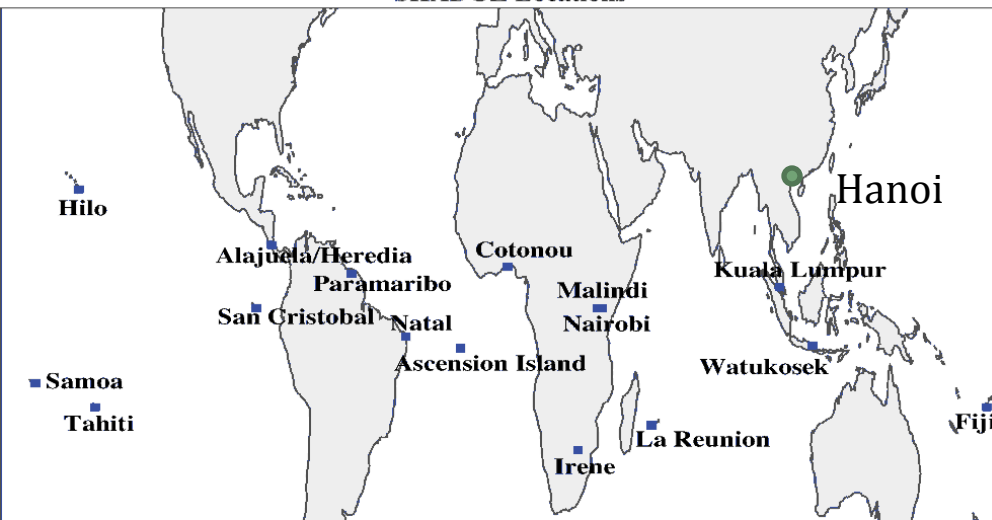 Hanoi
Hilo
Alajuela/Heredia
Cotonou
Kuala Lumpur
Paramaribo
Malindi
San Cristobal
Natal
Nairobi
Ascension Island
Watukosek
Samoa
Tahiti
Fiji
La Reunion
Irene